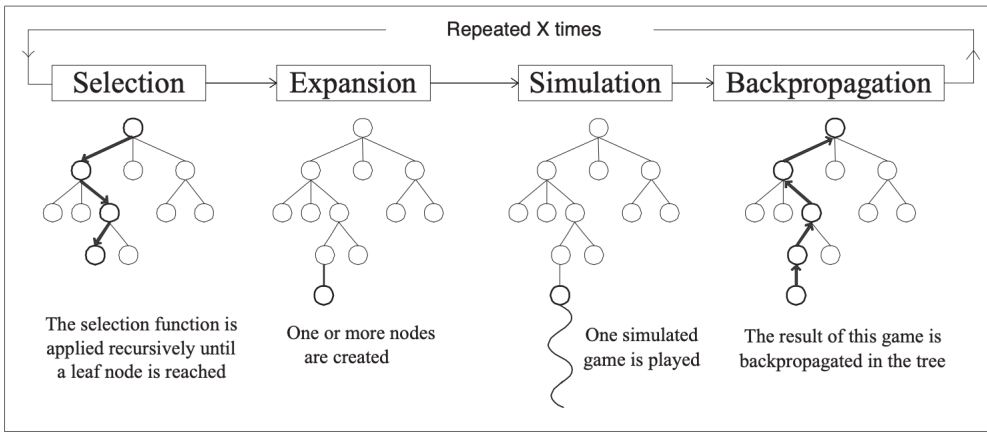 Repeated X times
Selection
Expansion
Simulation
Backpropagation
The selection function is
applied recursively until
a leaf node is reached
One or more nodes
are created
One simulated
game is played
The result of this game is
backpropagated in the tree